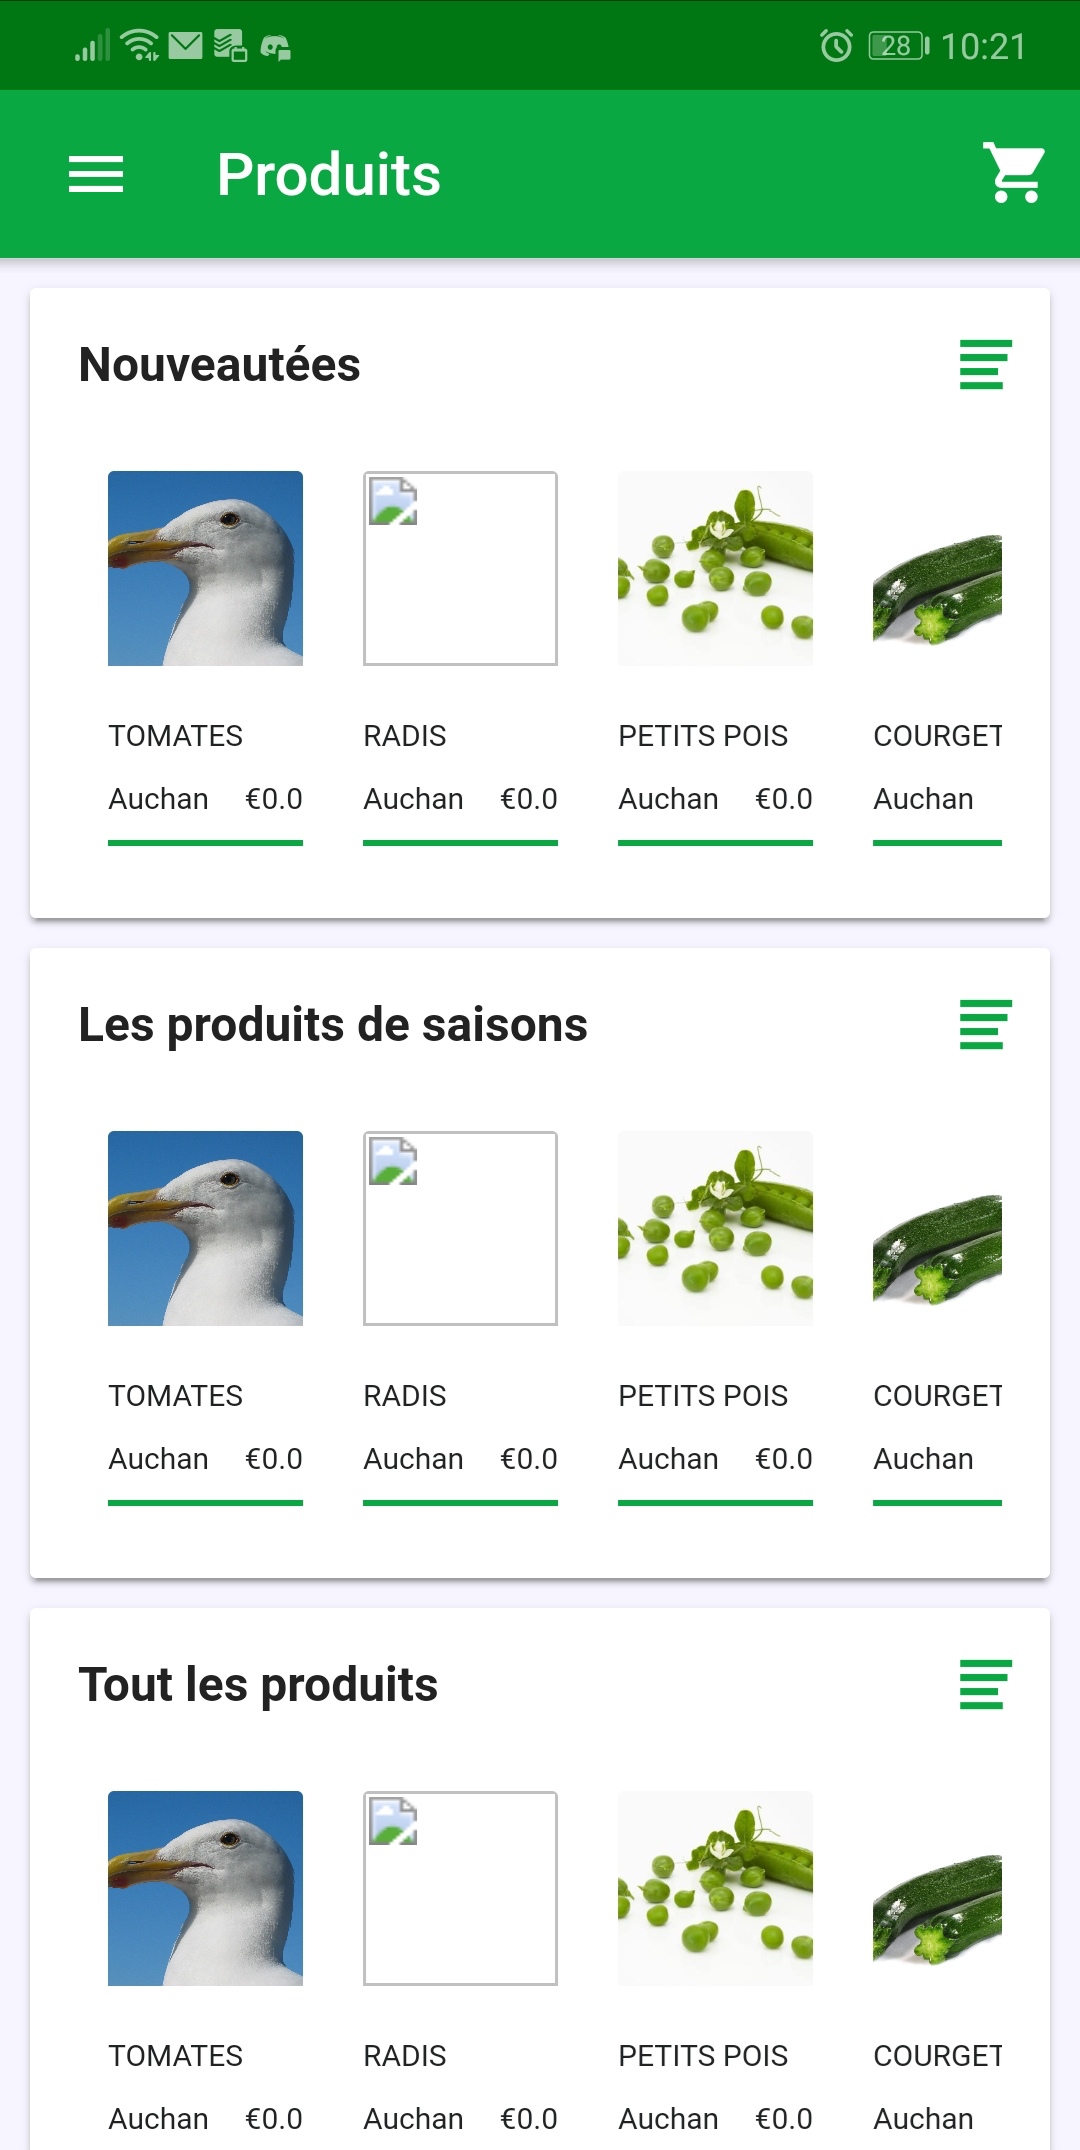 28 10:21
Produits
Nouveautées
TOMATES RADIS PETITS POIS COURGET
Auchan €0.0 Auchan €0.0 Auchan €0.0 Auchan
Les produits de saisons
TOMATES RADIS PETITS POIS COURGET
Auchan €0.0 Auchan €0.0 Auchan €0.0 Auchan
Tout les produits
TOMATES RADIS PETITS POIS COURGET
Auchan €0.0 Auchan €0.0 Auchan €0.0 Auchan